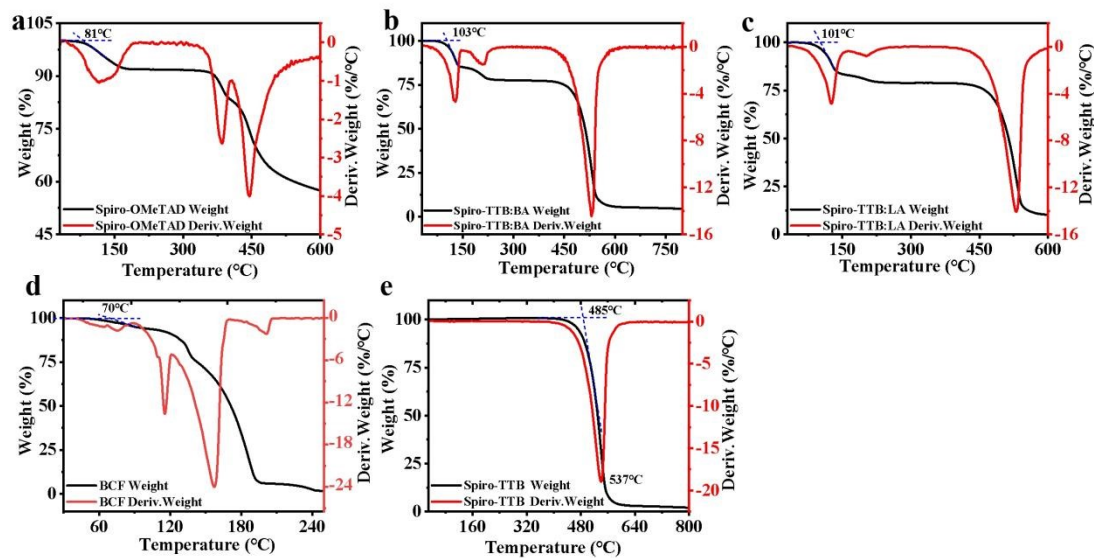 a
105
90
75
60
45
Weight (%)
81℃
0
-1
-2
-3
-4
-5
Deriv.Weight (%/℃)
Spiro-OMeTAD Weight
Spiro-OMeTAD Deriv.Weight
150
300
450
600
Temperature (℃)
b
100
75
50
25
0
Weight (%)
103℃
0
-4
-8
-12
-16
Deriv. Weight (%/℃)
Spiro-TTB:BA Weight
Spiro-TTB:BA Deriv.Weight
150
300
450
600
750
Temperature (℃)
c
100
75
50
25
0
Weight (%)
101℃
0
-4
-8
-12
-16
Deriv. Weight (%/℃)
Spiro-TTB:LA Weight
Spiro-TTB:LA Deriv.Weight
150
300
450
600
Temperature (℃)
d
100
75
50
25
0
Weight (%)
70℃
0
-6
-12
-18
-24
Deriv.Weight (%/℃)
BCF Weight
BCF Deriv.Weight
60
120
180
240
Temperature (℃)
e
100
75
50
25
0
Weight (%)
485℃
537℃
0
-5
-10
-15
-20
Deriv.Weight (%/℃)
Spiro-TTB Weight
Spiro-TTB Deriv.Weight
160
320
480
640
800
Temperature (℃)